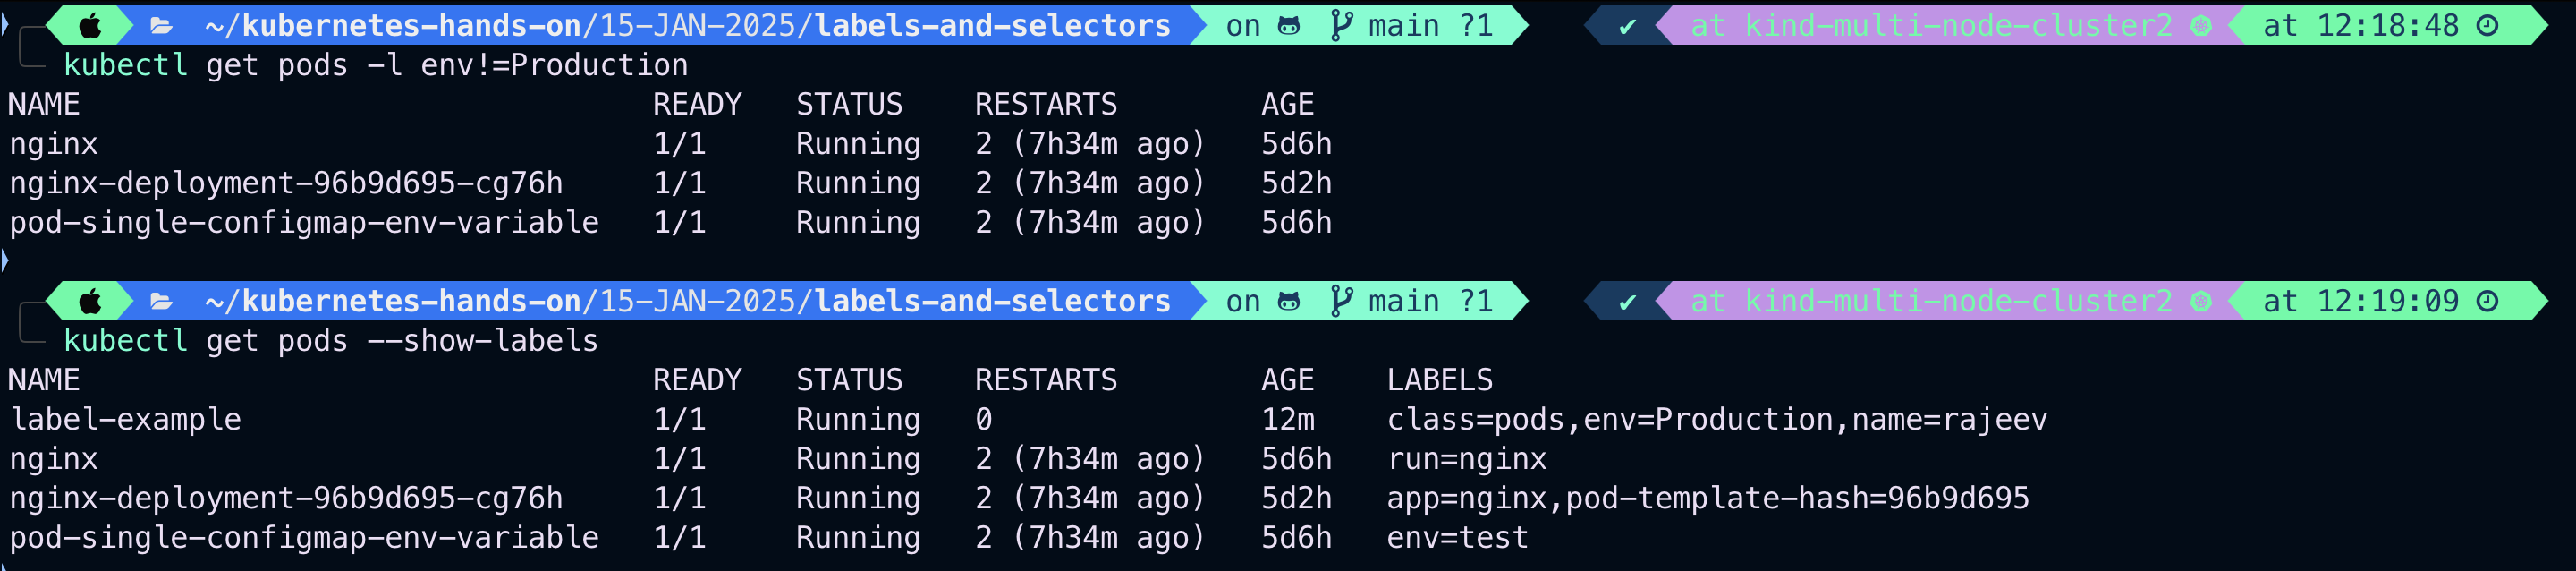 ~/kubernetes-hands-on/15-JAN-2025/labels-and-selectors on main ?1 ✔ at kind-multi-node-cluster2 at 12:18:48
kubectl get pods -l env!=Production
NAME READY STATUS RESTARTS AGE
nginx 1/1 Running 2 (7h34m ago) 5d6h
nginx-deployment-96b9d695-cg76h 1/1 Running 2 (7h34m ago) 5d2h
pod-single-configmap-env-variable 1/1 Running 2 (7h34m ago) 5d6h
~/kubernetes-hands-on/15-JAN-2025/labels-and-selectors on main ?1 ✔ at kind-multi-node-cluster2 at 12:19:09
kubectl get pods --show-labels
NAME READY STATUS RESTARTS AGE LABELS
label-example 1/1 Running 0 12m class=pods,env=Production,name=rajeev
nginx 1/1 Running 2 (7h34m ago) 5d6h run=nginx
nginx-deployment-96b9d695-cg76h 1/1 Running 2 (7h34m ago) 5d2h app=nginx,pod-template-hash=96b9d695
pod-single-configmap-env-variable 1/1 Running 2 (7h34m ago) 5d6h env=test